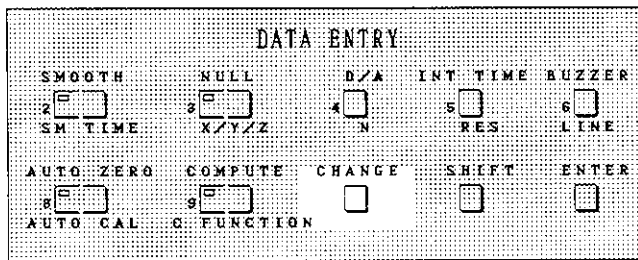 DATA ENTRY
SMOOTH NULL D/A INT TIME BUZZER
2 3 4 5 6
SM TIME X/Y/Z N RES LINE
AUTO ZERO COMPUTE CHANGE SHIFT ENTER
8 9
AUTO CAL C FUNCTION